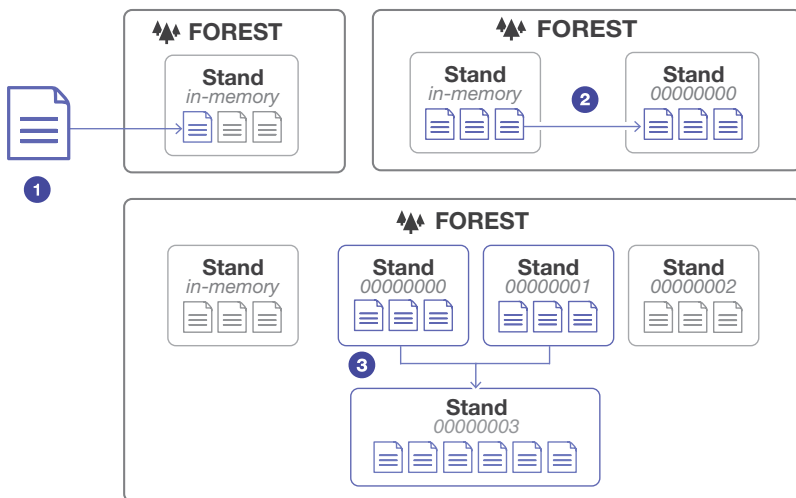 FOREST
Stand
in-memory
1
FOREST
Stand
in-memory
2
Stand
00000000
FOREST
Stand
in-memory
Stand
00000000
Stand
00000001
Stand
00000002
3
Stand
00000003